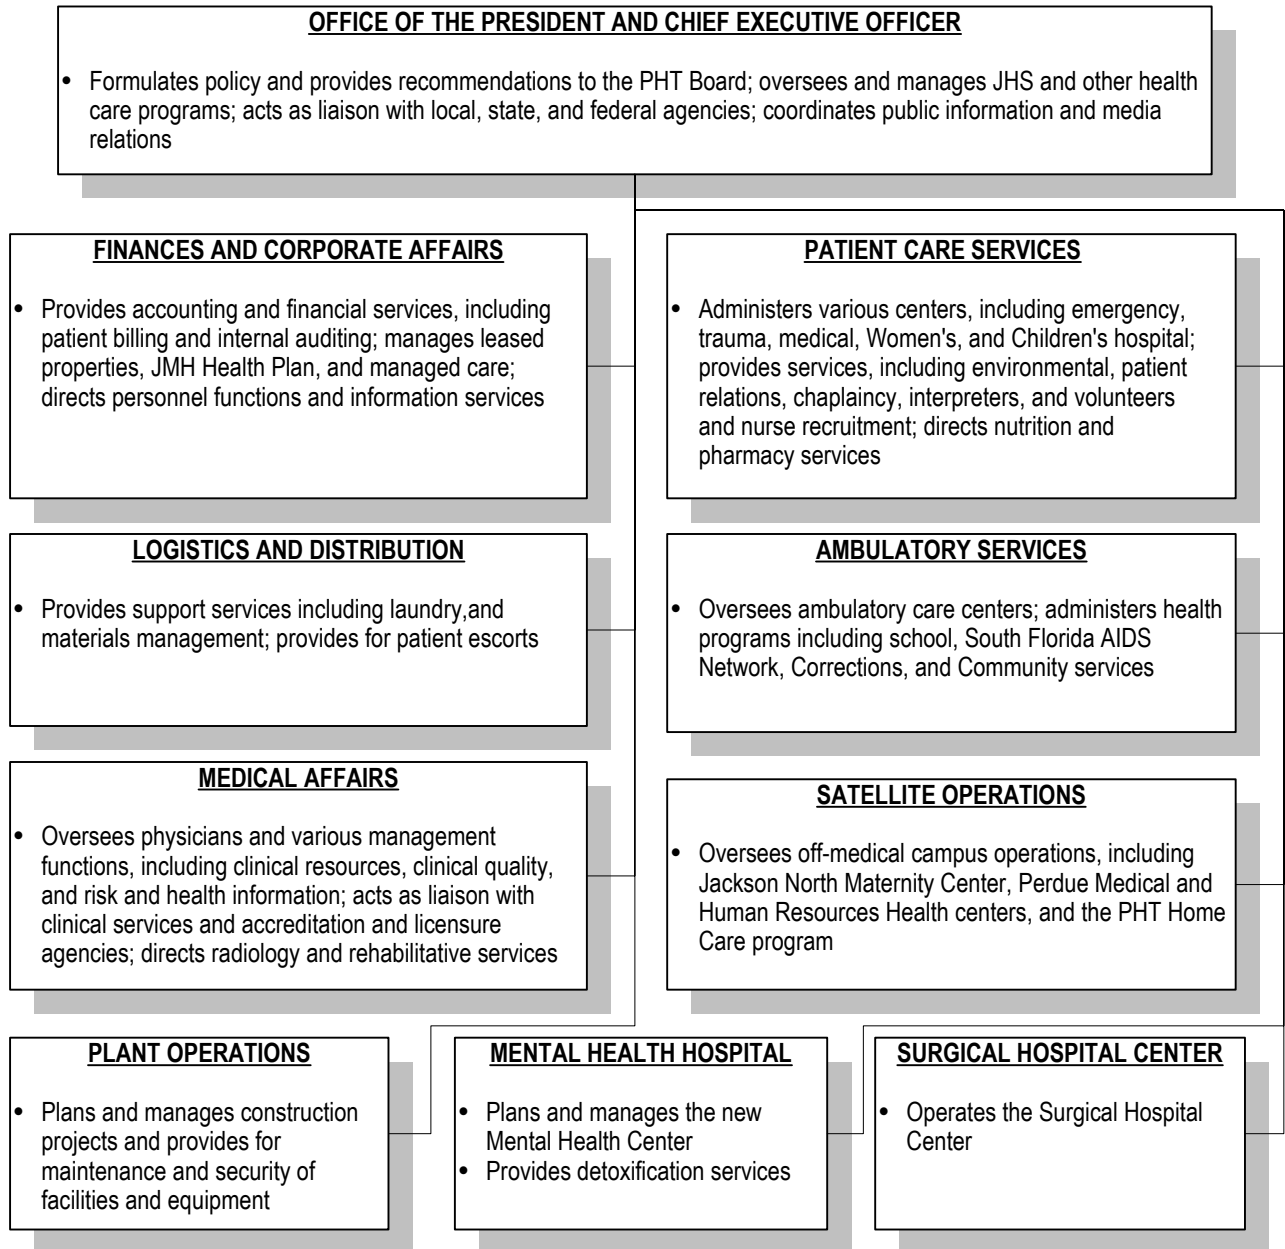 OFFICE OF THE PRESIDENT AND CHIEF EXECUTIVE OFFICER
• Formulates policy and provides recommendations to the PHT Board; oversees and manages JHS and other health
care programs; acts as liaison with local, state, and federal agencies; coordinates public information and media
relations
FINANCES AND CORPORATE AFFAIRS
• Provides accounting and financial services, including
patient billing and internal auditing; manages leased
properties, JMH Health Plan, and managed care;
directs personnel functions and information services
PATIENT CARE SERVICES
• Administers various centers, including emergency,
trauma, medical, Women's, and Children's hospital;
provides services, including environmental, patient
relations, chaplaincy, interpreters, and volunteers
and nurse recruitment; directs nutrition and
pharmacy services
LOGISTICS AND DISTRIBUTION
• Provides support services including laundry,and
materials management; provides for patient escorts
AMBULATORY SERVICES
• Oversees ambulatory care centers; administers health
programs including school, South Florida AIDS
Network, Corrections, and Community services
MEDICAL AFFAIRS
• Oversees physicians and various management
functions, including clinical resources, clinical quality,
and risk and health information; acts as liaison with
clinical services and accreditation and licensure
agencies; directs radiology and rehabilitative services
SATELLITE OPERATIONS
• Oversees off-medical campus operations, including
Jackson North Maternity Center, Perdue Medical and
Human Resources Health centers, and the PHT Home
Care program
PLANT OPERATIONS
• Plans and manages construction
projects and provides for
maintenance and security of
facilities and equipment
MENTAL HEALTH HOSPITAL
• Plans and manages the new
Mental Health Center
• Provides detoxification services
SURGICAL HOSPITAL CENTER
• Operates the Surgical Hospital
Center